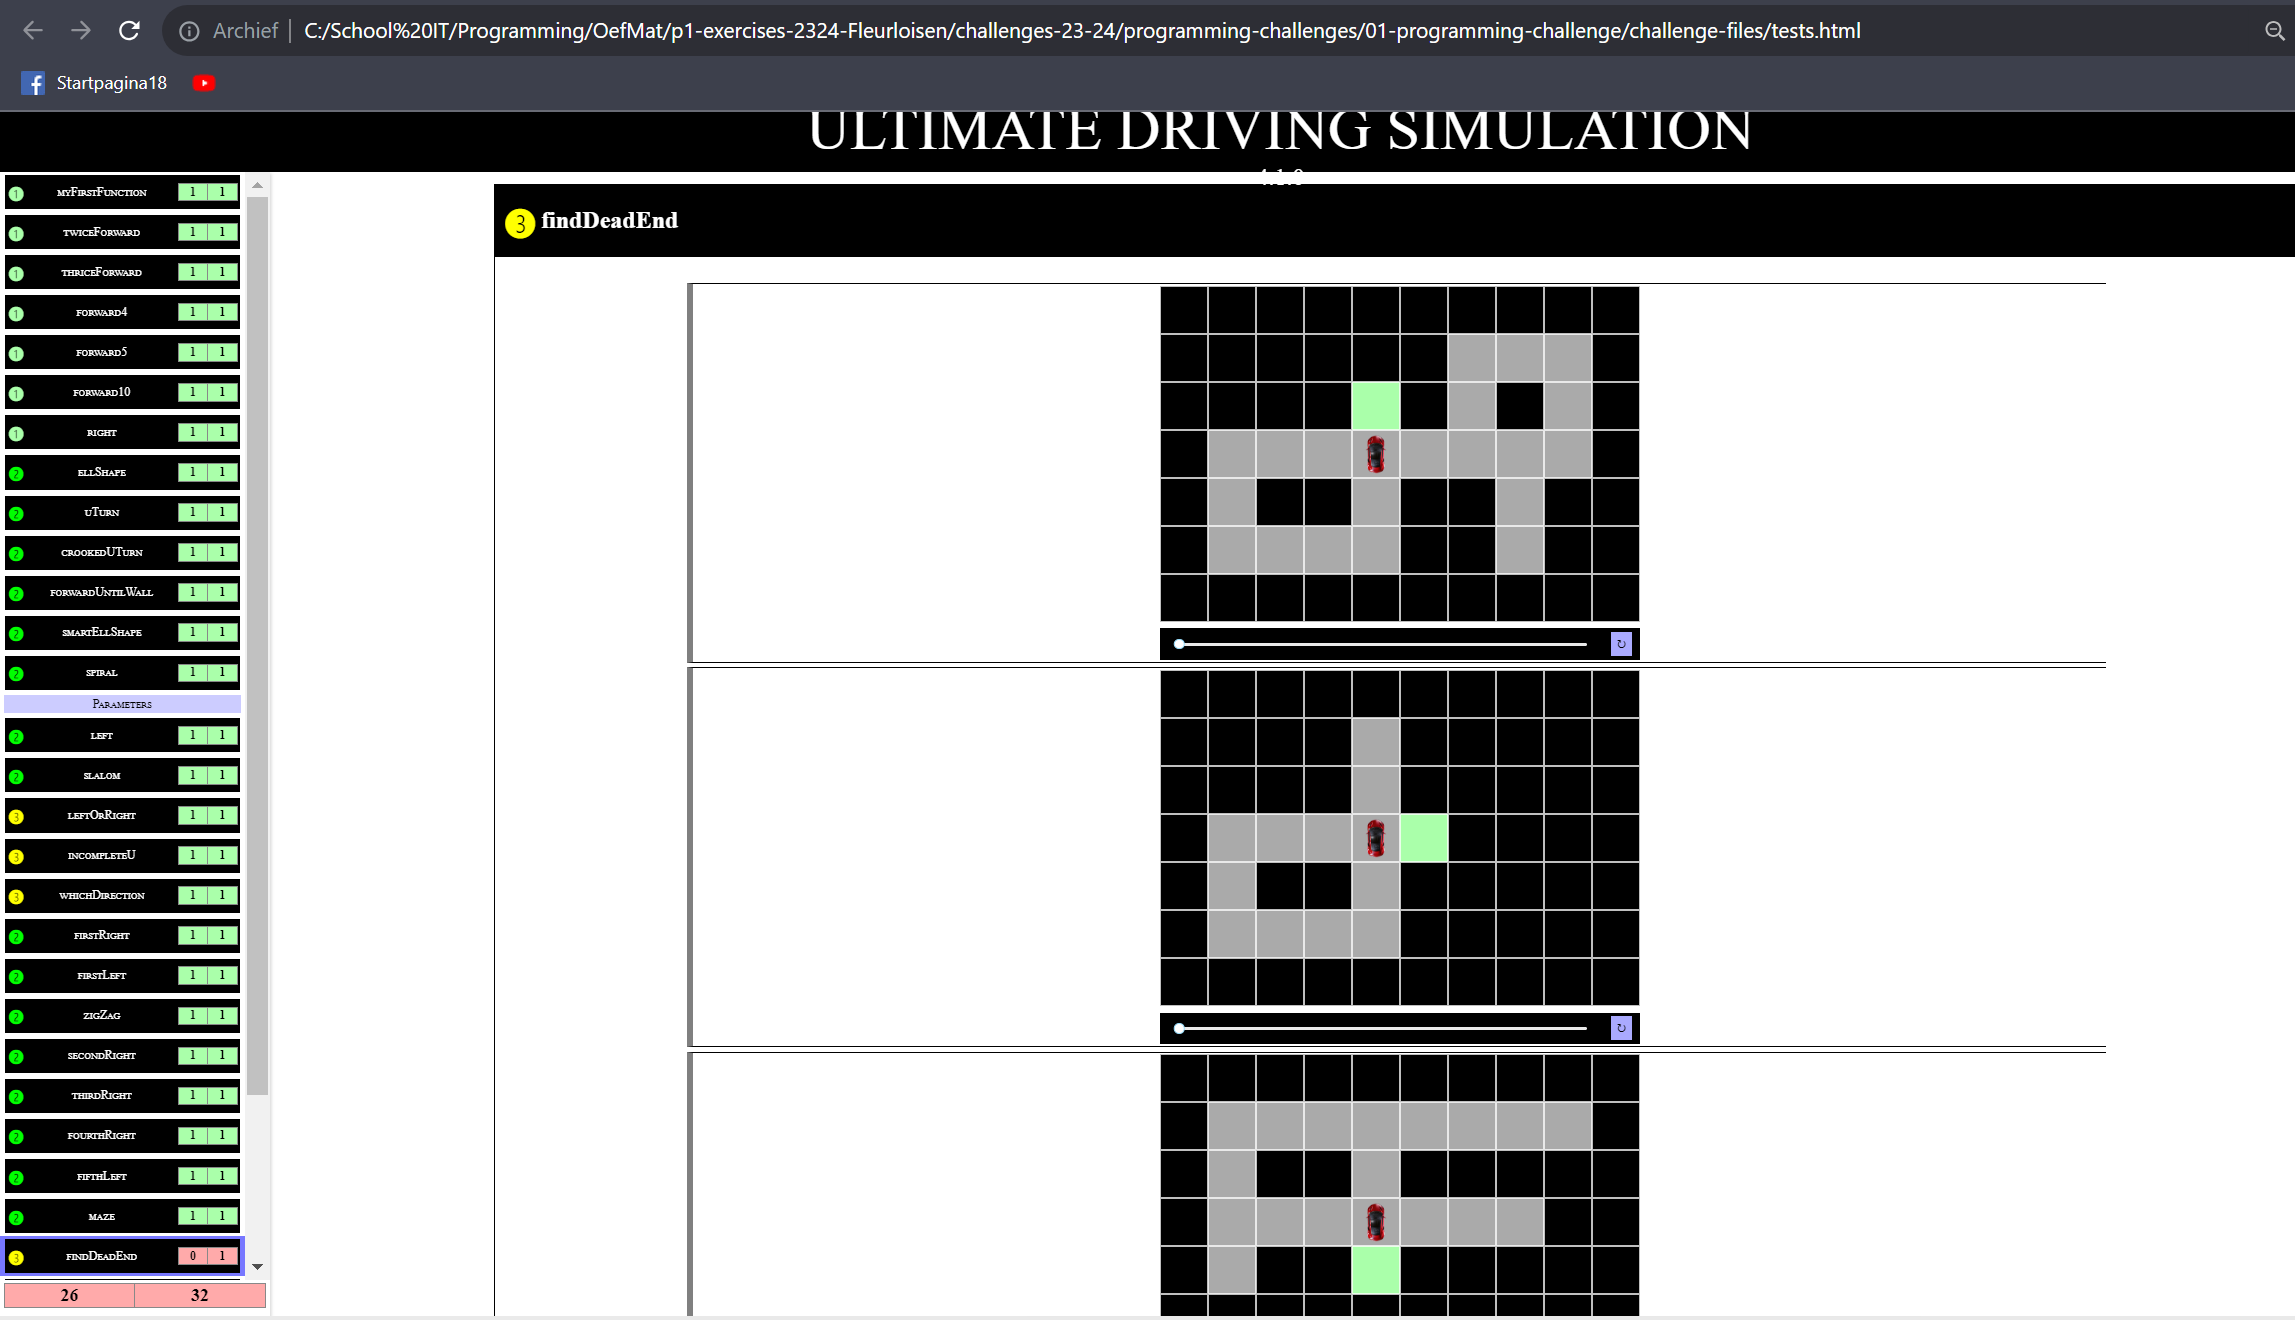 Archief
C:/School%20IT/Programming/OefMat/p1-exercises-2324-Fleurloisen/challenges-23-24/programming-challenges/01-programming-challenge/challenge-files/tests.html
Startpagina18
ULTIMATE DRIVING SIMULATION
4.1.0
1 myFirstFunction 1 1
1 twiceForward 1 1
1 thriceForward 1 1
1 forward4 1 1
1 forward5 1 1
1 forward10 1 1
1 right 1 1
2 ellShape 1 1
2 uTurn 1 1
2 crookedUTurn 1 1
2 forwardUntilWall 1 1
2 smartEllShape 1 1
2 spiral 1 1
Parameters
2 left 1 1
2 slalom 1 1
3 leftOrRight 1 1
3 incompleteU 1 1
3 whichDirection 1 1
2 firstRight 1 1
2 firstLeft 1 1
2 zigZag 1 1
2 secondRight 1 1
2 thirdRight 1 1
2 fourthRight 1 1
2 fifthLeft 1 1
2 maze 1 1
3 findDeadEnd 0 1
26 32
3 findDeadEnd